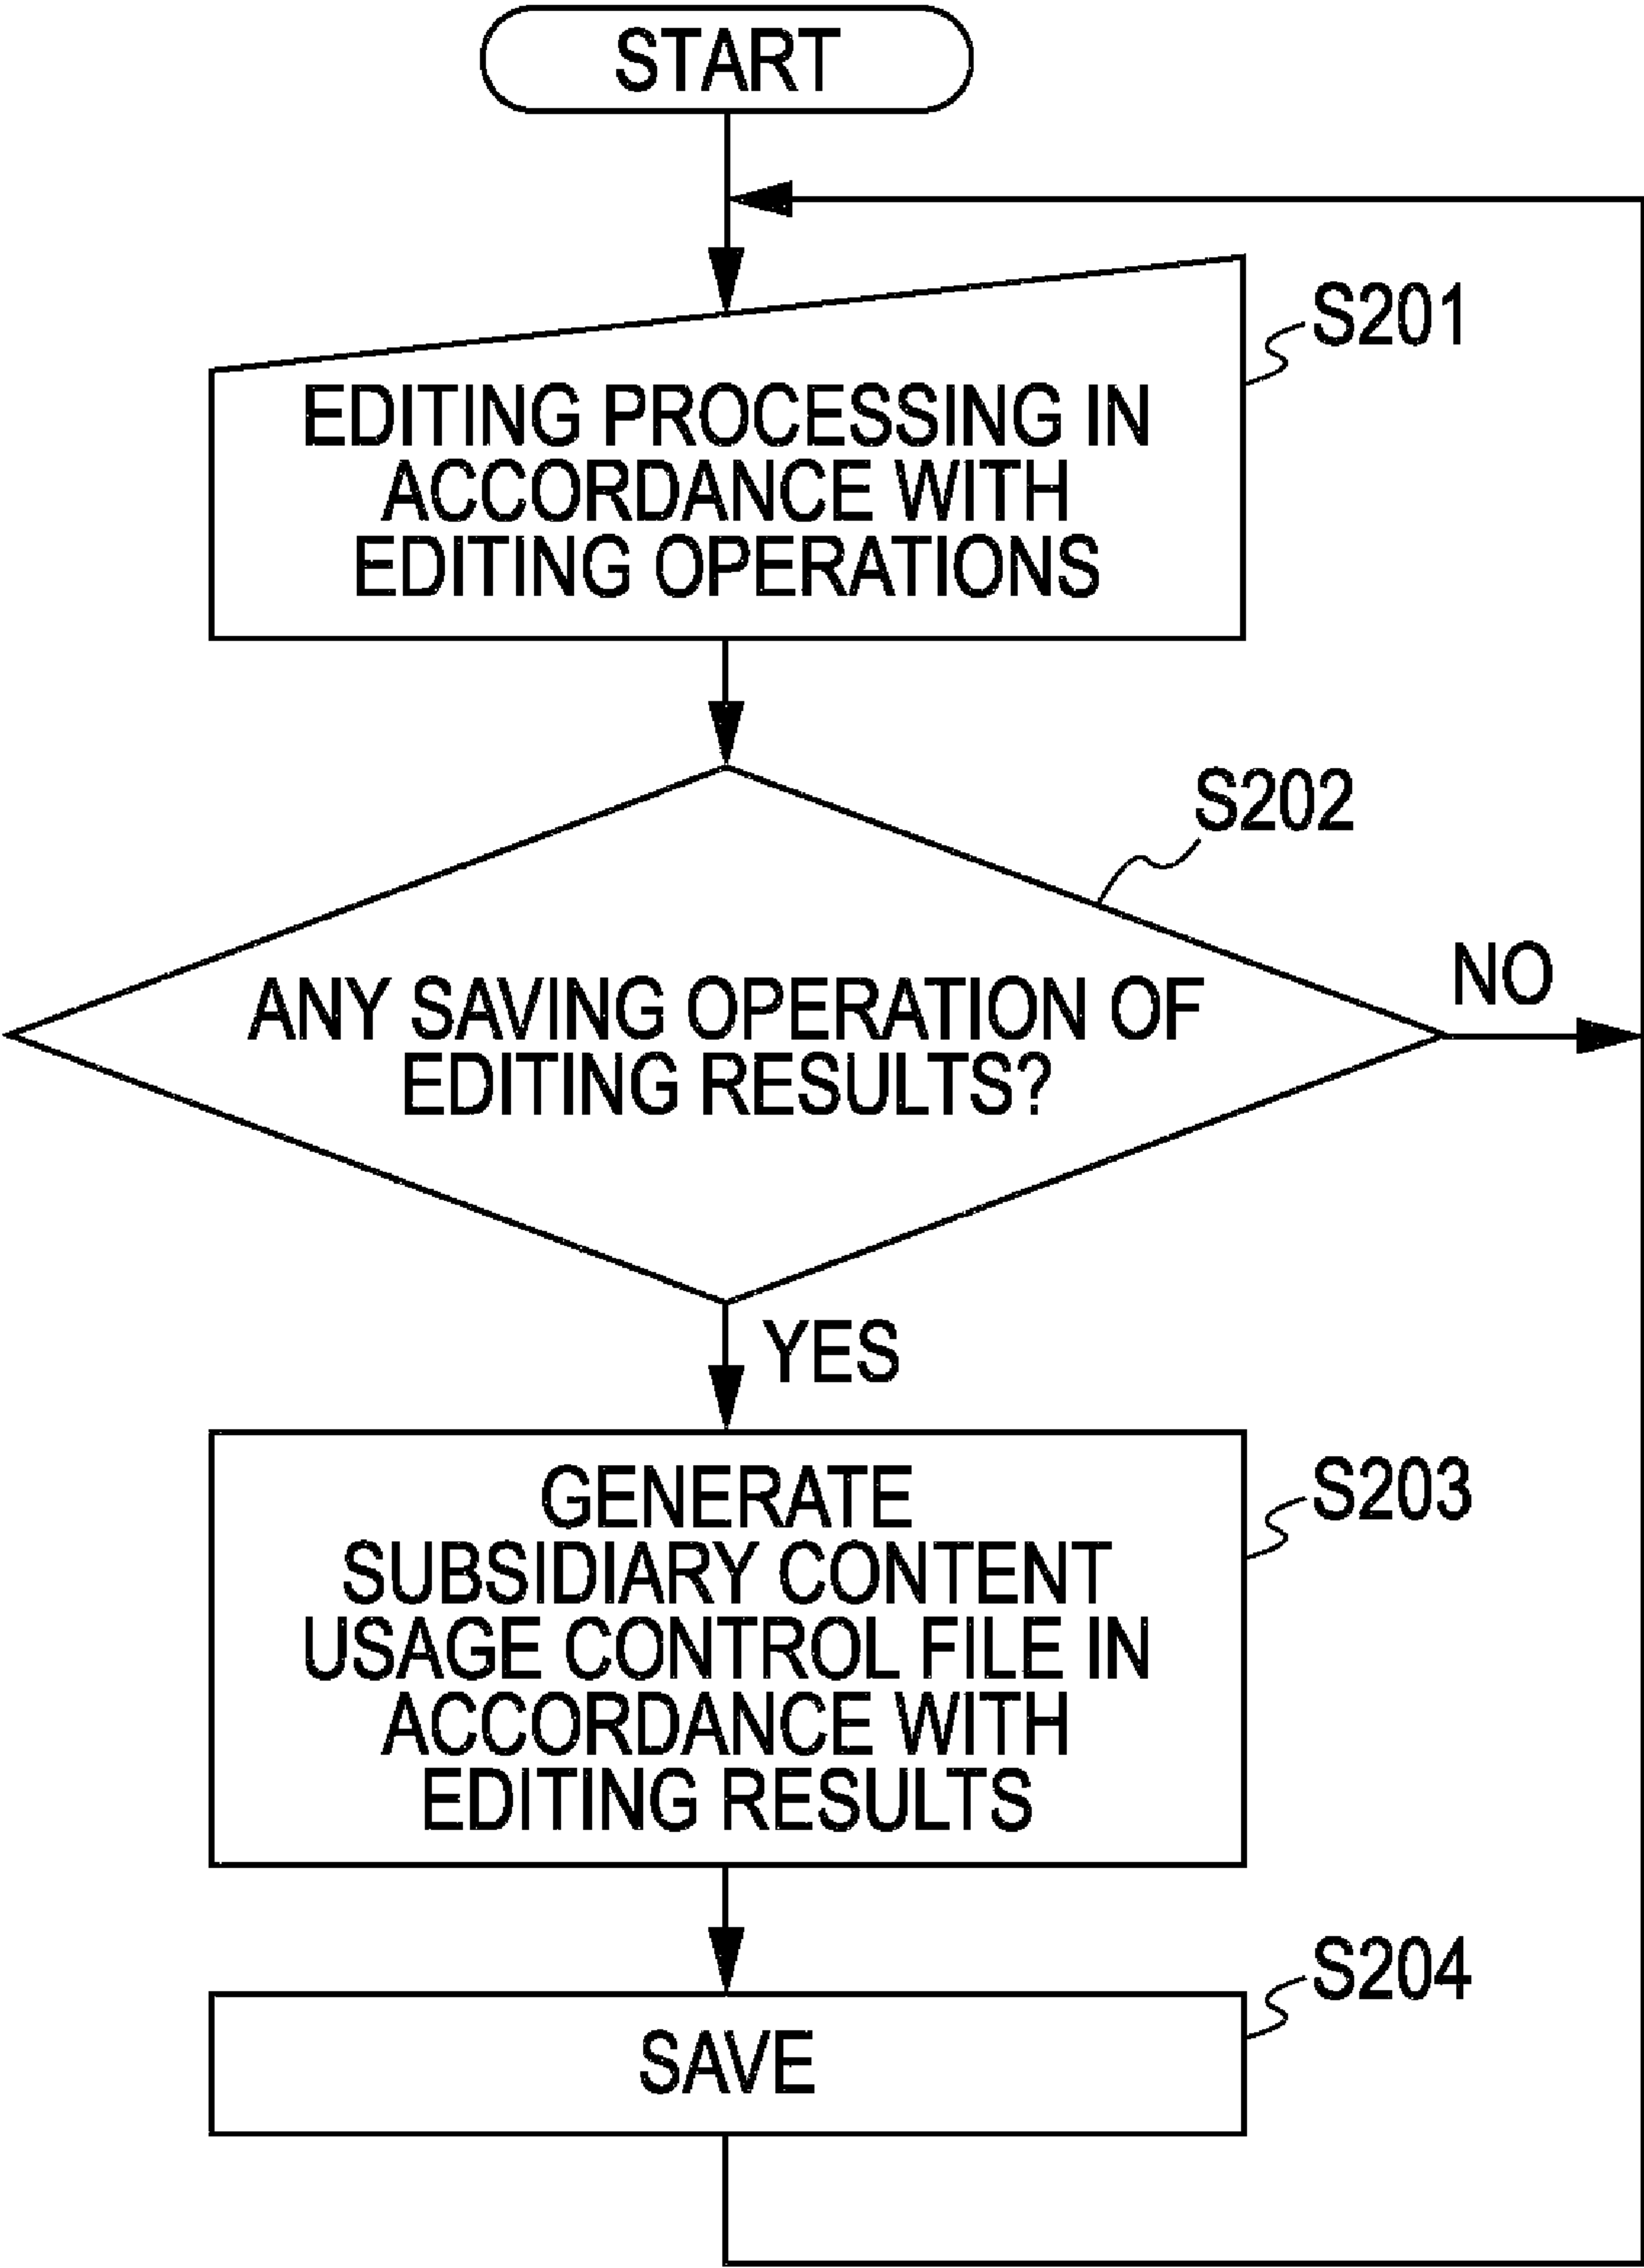 START
S201
EDITING PROCESSING IN
ACCORDANCE WITH
EDITING OPERATIONS
S202
ANY SAVING OPERATION OF
EDITING RESULTS?
NO
YES
GENERATE
SUBSIDIARY CONTENT
USAGE CONTROL FILE IN
ACCORDANCE WITH
EDITING RESULTS
S203
S204
SAVE